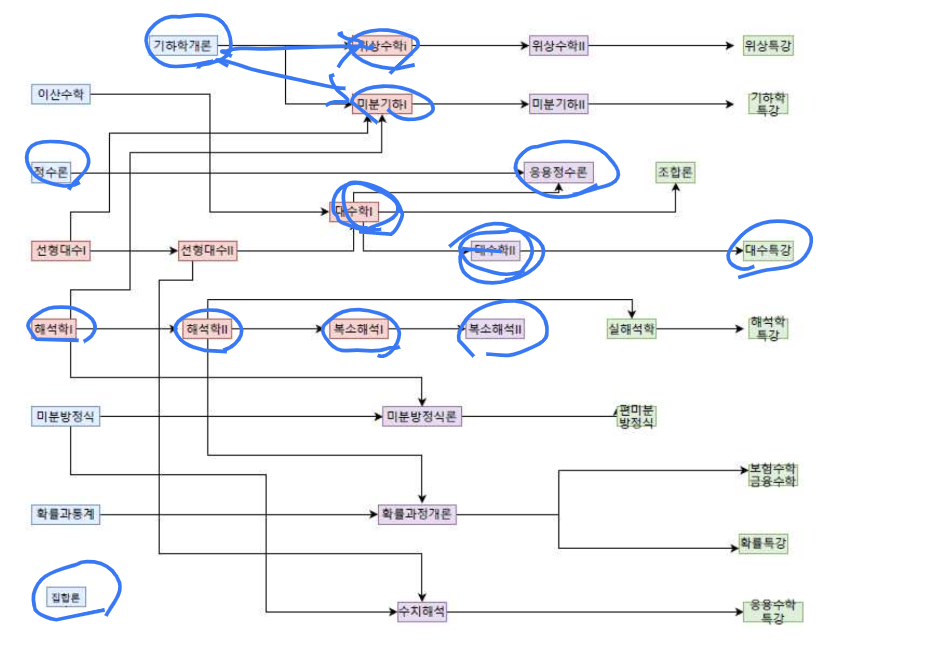 기하학개론
위상수학I
위상수학II
위상특강
이산수학
미분기하I
미분기하II
기하학
특강
정수론
응용정수론
조합론
대수학I
선형대수I
선형대수II
대수학II
대수특강
해석학I
해석학II
복소해석I
복소해석II
실해석학
해석학
특강
미분방정식
미분방정식론
편미분
방정식
보험수학
금융수학
확률과통계
확률과정개론
확률특강
집합론
수치해석
응용수학
특강